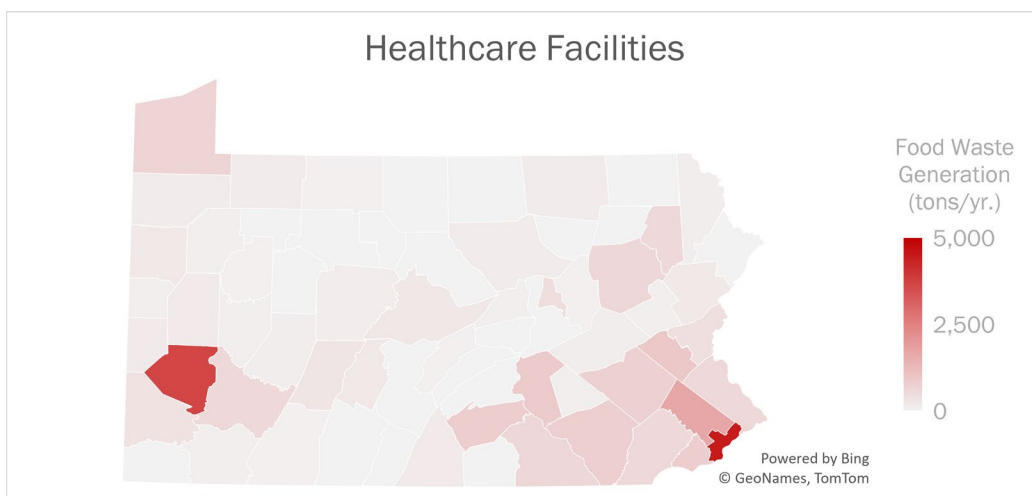 Healthcare Facilities
Food Waste
Generation
(tons/yr.)
5,000
2,500
0
Powered by Bing
© GeoNames, TomTom